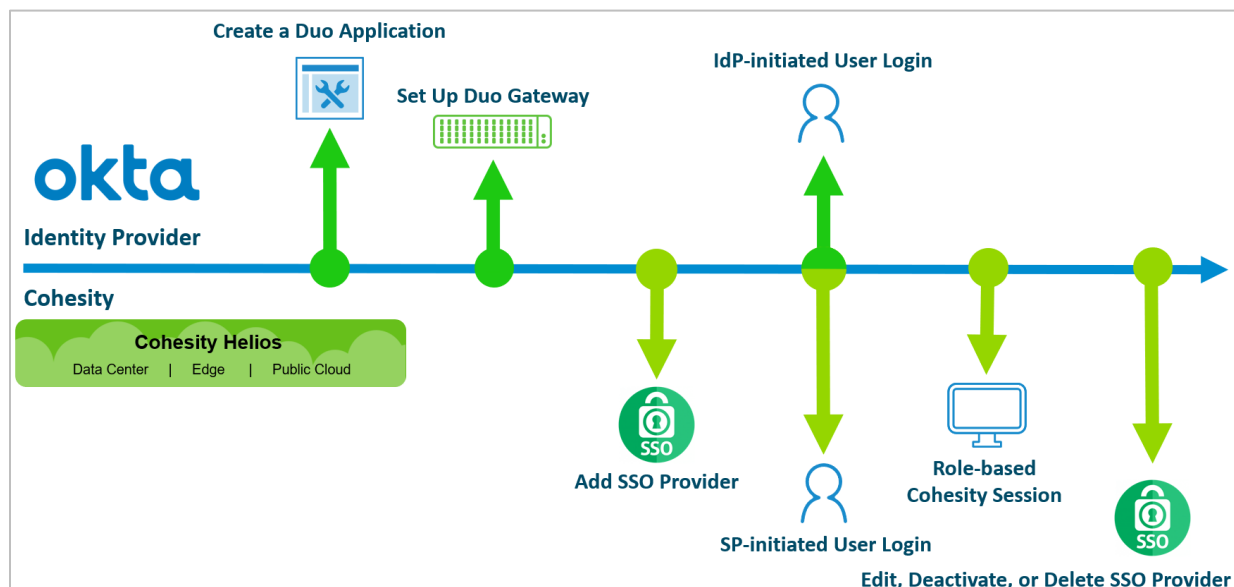 Create a Duo Application
Set Up Duo Gateway
IdP-initiated User Login
okta
Identity Provider
Cohesity
Cohesity Helios
Data Center | Edge | Public Cloud
SSO
Add SSO Provider
SP-initiated User Login
Role-based
Cohesity Session
SSO
Edit, Deactivate, or Delete SSO Provider